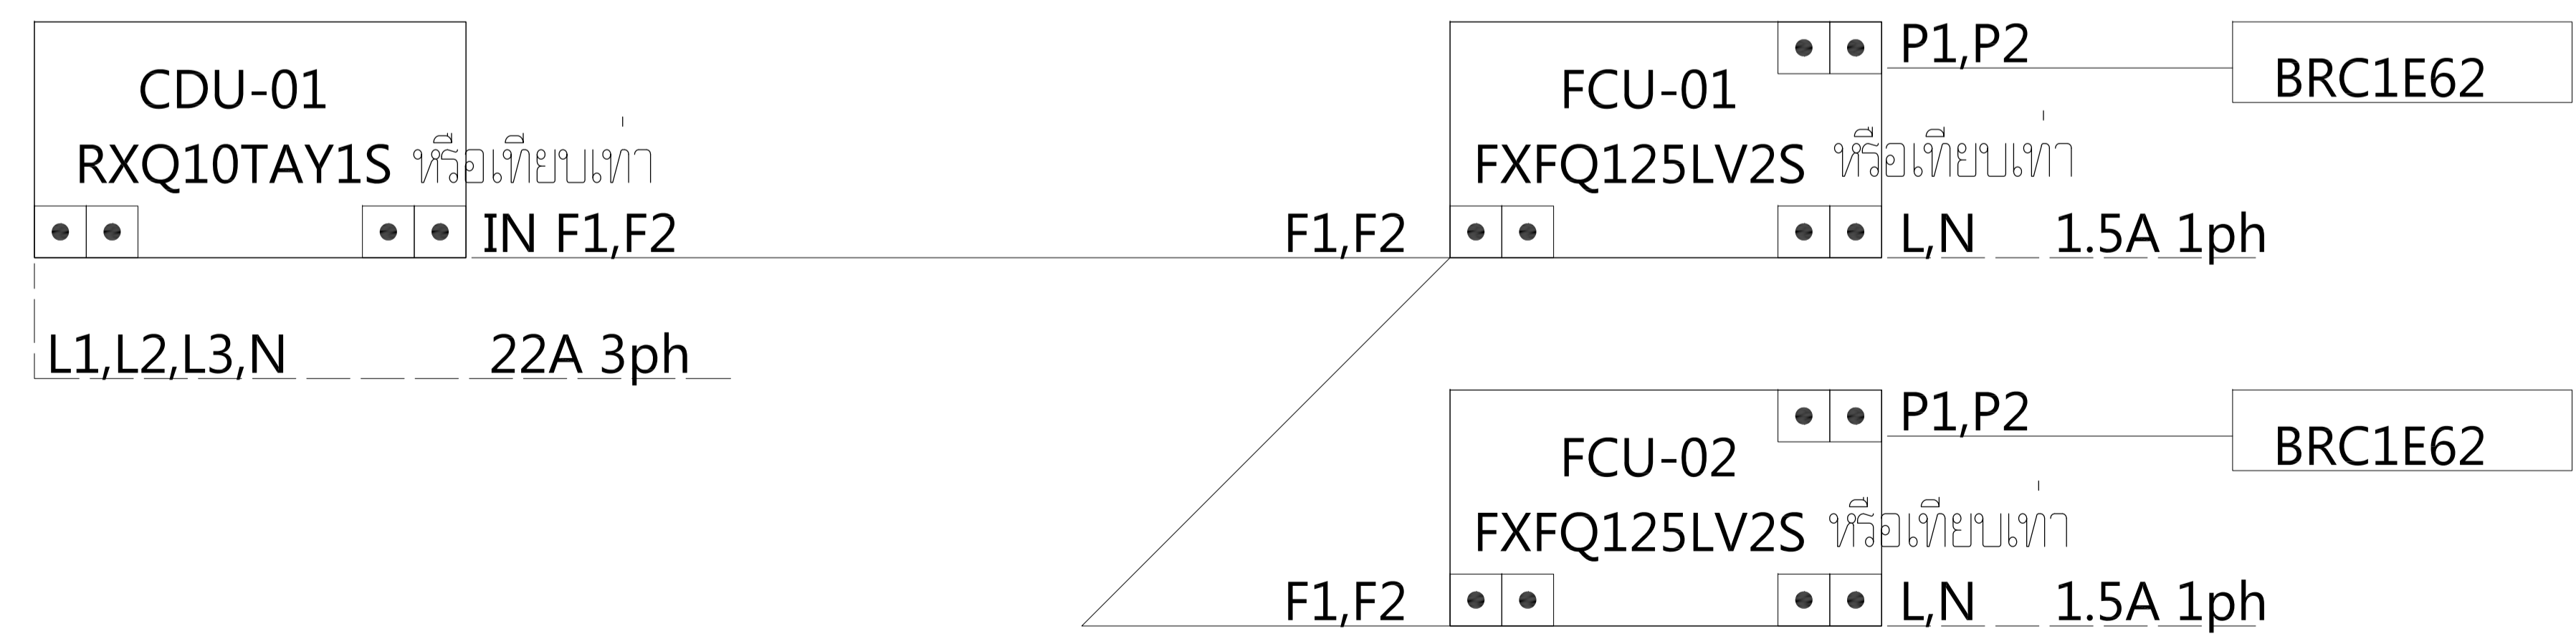 CDU-01
RXQ10TAY1S หรือเทียบเท่า
IN F1,F2
L1,L2,L3,N 22A 3ph
P1,P2
BRC1E62
FCU-01
FXFQ125LV2S หรือเทียบเท่า
F1,F2
L,N 1.5A 1ph
P1,P2
BRC1E62
FCU-02
FXFQ125LV2S หรือเทียบเท่า
F1,F2
L,N 1.5A 1ph